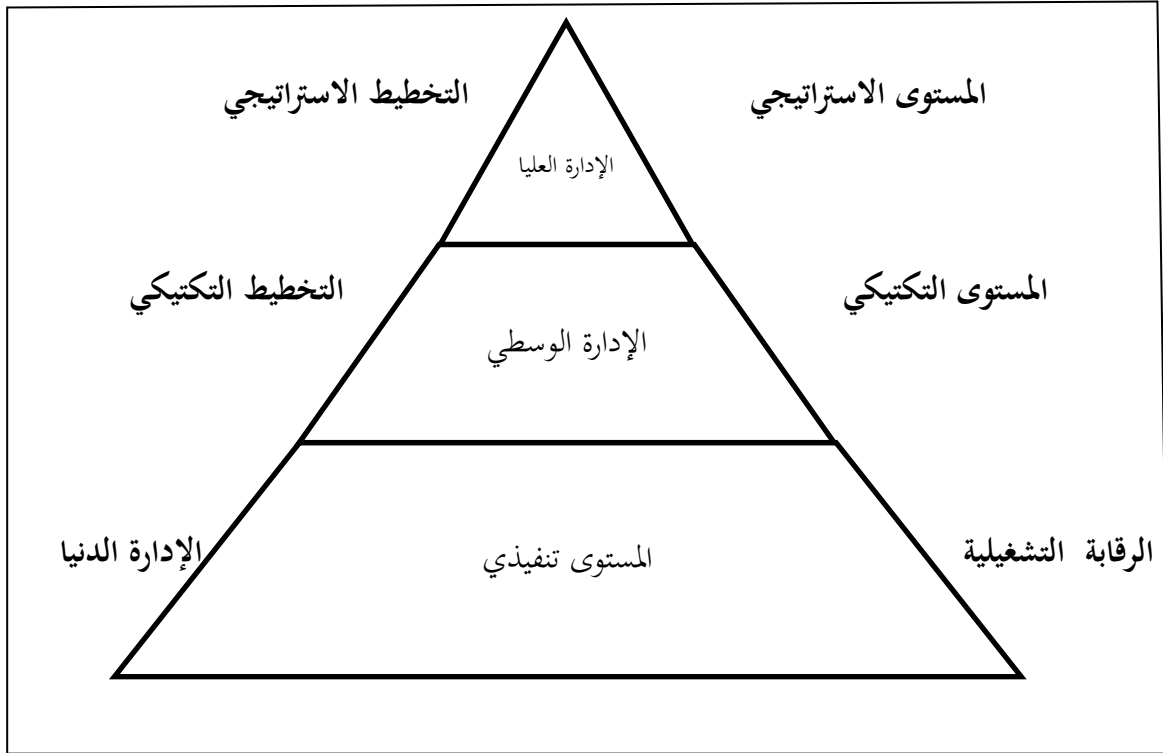 المستوى الاستراتيجي
التخطيط الاستراتيجي
الإدارة العليا
المستوى التكتيكي
التخطيط التكتيكي
الإدارة الوسطي
الرقابة التشغيلية
المستوى تنفيذي
الإدارة الدنيا